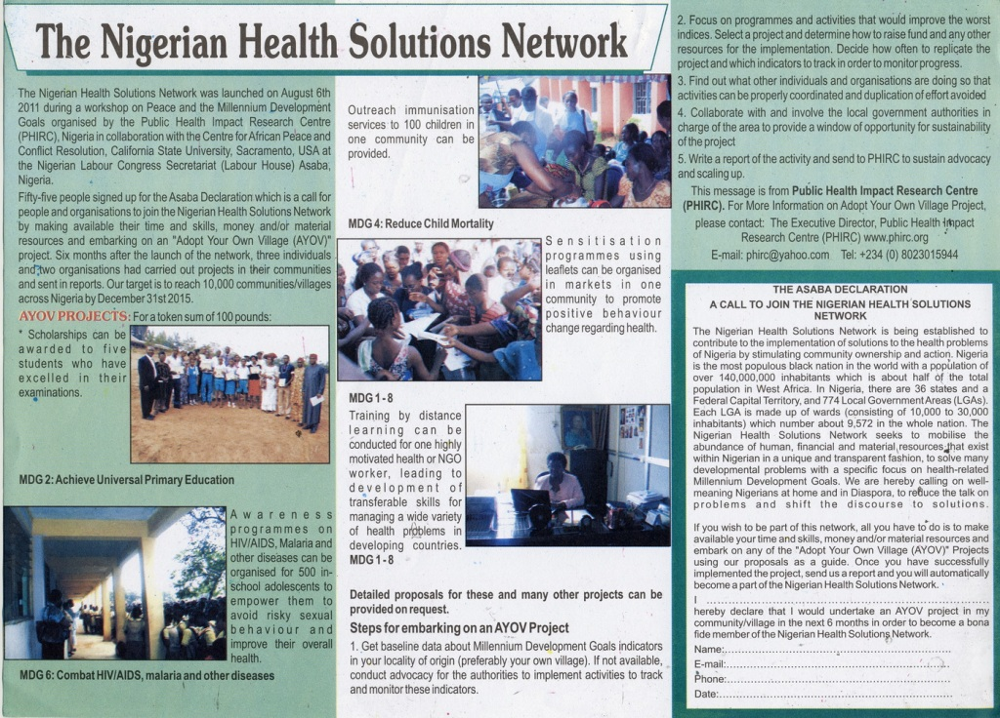 The Nigerian Health Solutions Network
The Nigerian Health Solutions Network was launched on August 6th
2011 during a workshop on Peace and the Millennium Development
Goals organised by the Public Health Impact Research Centre
(PHIRC), Nigeria in collaboration with the Centre for African Peace and
Conflict Resolution, California State University, Sacramento, USA at
the Nigerian Labour Congress Secretariat (Labour House) Asaba,
Nigeria.
Fifty-five people signed up for the Asaba Declaration which is a call for
people and organisations to join the Nigerian Health Solutions Network
by making available their time and skills, money and/or material
resources and embarking on an "Adopt Your Own Village (AYOV)"
project. Six months after the launch of the network, three individuals
and two organisations had carried out projects in their communities
and sent in reports. Our target is to reach 10,000 communities/villages
across Nigeria by December 31st 2015.
AYOV PROJECTS: For a token sum of 100 pounds:
* Scholarships can be
awarded to five
students who have
excelled in their
examinations.
MDG 2: Achieve Universal Primary Education
Awareness
programmes on
HIV/AIDS, Malaria and
other diseases can be
organised for 500 in-
school adolescents to
empower them to
avoid risky sexual
behaviour and
improve their overall
health.
MDG 6: Combat HIV/AIDS, malaria and other diseases
Outreach immunisation
services to 100 children in
one community can be
provided.
MDG 4: Reduce Child Mortality
Sensitisation
programmes using
leaflets can be organised
in markets in one
community to promote
positive behaviour
change regarding health.
MDG 1 - 8
Training by distance
learning can be
conducted for one highly
motivated health or NGO
worker, leading to
development of
transferable skills for
managing a wide variety
of health problems in
developing countries.
MDG 1 - 8
Detailed proposals for these and many other projects can be
provided on request.
Steps for embarking on an AYOV Project
1. Get baseline data about Millennium Development Goals indicators
in your locality of origin (preferably your own village). If not available,
conduct advocacy for the authorities to implement activities to track
and monitor these indicators.
2. Focus on programmes and activities that would improve the worst
indices. Select a project and determine how to raise fund and any other
resources for the implementation. Decide how often to replicate the
project and which indicators to track in order to monitor progress.
3. Find out what other individuals and organisations are doing so that
activities can be properly coordinated and duplication of effort avoided
4. Collaborate with and involve the local government authorities in
charge of the area to provide a window of opportunity for sustainability
of the project
5. Write a report of the activity and send to PHIRC to sustain advocacy
and scaling up.
This message is from Public Health Impact Research Centre
(PHIRC). For More Information on Adopt Your Own Village Project,
please contact: The Executive Director, Public Health Impact
Research Centre (PHIRC) www.phirc.org
E-mail: phirc@yahoo.com Tel: +234 (0) 8023015944
THE ASABA DECLARATION
A CALL TO JOIN THE NIGERIAN HEALTH SOLUTIONS
NETWORK
The Nigerian Health Solutions Network is being established to
contribute to the implementation of solutions to the health problems
of Nigeria by stimulating community ownership and action. Nigeria
is the most populous black nation in the world with a population of
over 140,000,000 inhabitants which is about half of the total
population in West Africa. In Nigeria, there are 36 states and a
Federal Capital Territory, and 774 Local Government Areas (LGAs).
Each LGA is made up of wards (consisting of 10,000 to 30,000
inhabitants) which number about 9,572 in the whole nation. The
Nigerian Health Solutions Network seeks to mobilise the
abundance of human, financial and material resources that exist
within Nigerian in a unique and transparent fashion, to solve many
developmental problems with a specific focus on health-related
Millennium Development Goals. We are hereby calling on well-
meaning Nigerians at home and in Diaspora, to reduce the talk on
problems and shift the discourse to solutions.
If you wish to be part of this network, all you have to do is to make
available your time and skills, money and/or material resources and
embark on any of the "Adopt Your Own Village (AYOV)" Projects
using our proposals as a guide. Once you have successfully
implemented the project, send us a report and you will automatically
become a part of the Nigerian Health Solutions Network.
I ..............................
hereby declare that I would undertake an AYOV project in my
community/village in the next 6 months in order to become a bona
fide member of the Nigerian Health Solutions Network.
Name:..............................
E-mail:..............................
Phone:..............................
Date:..............................